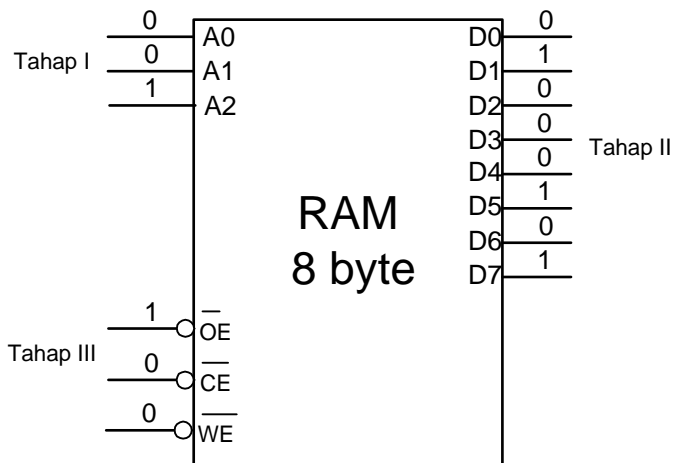 0 A0 D0 0
Tahap I 0 A1 D1 1
1 A2 D2 0
D3 0 Tahap II
D4 0
RAM D5 1
8 byte D6 0
D7 1
1 OE
Tahap III 0 CE
0 WE